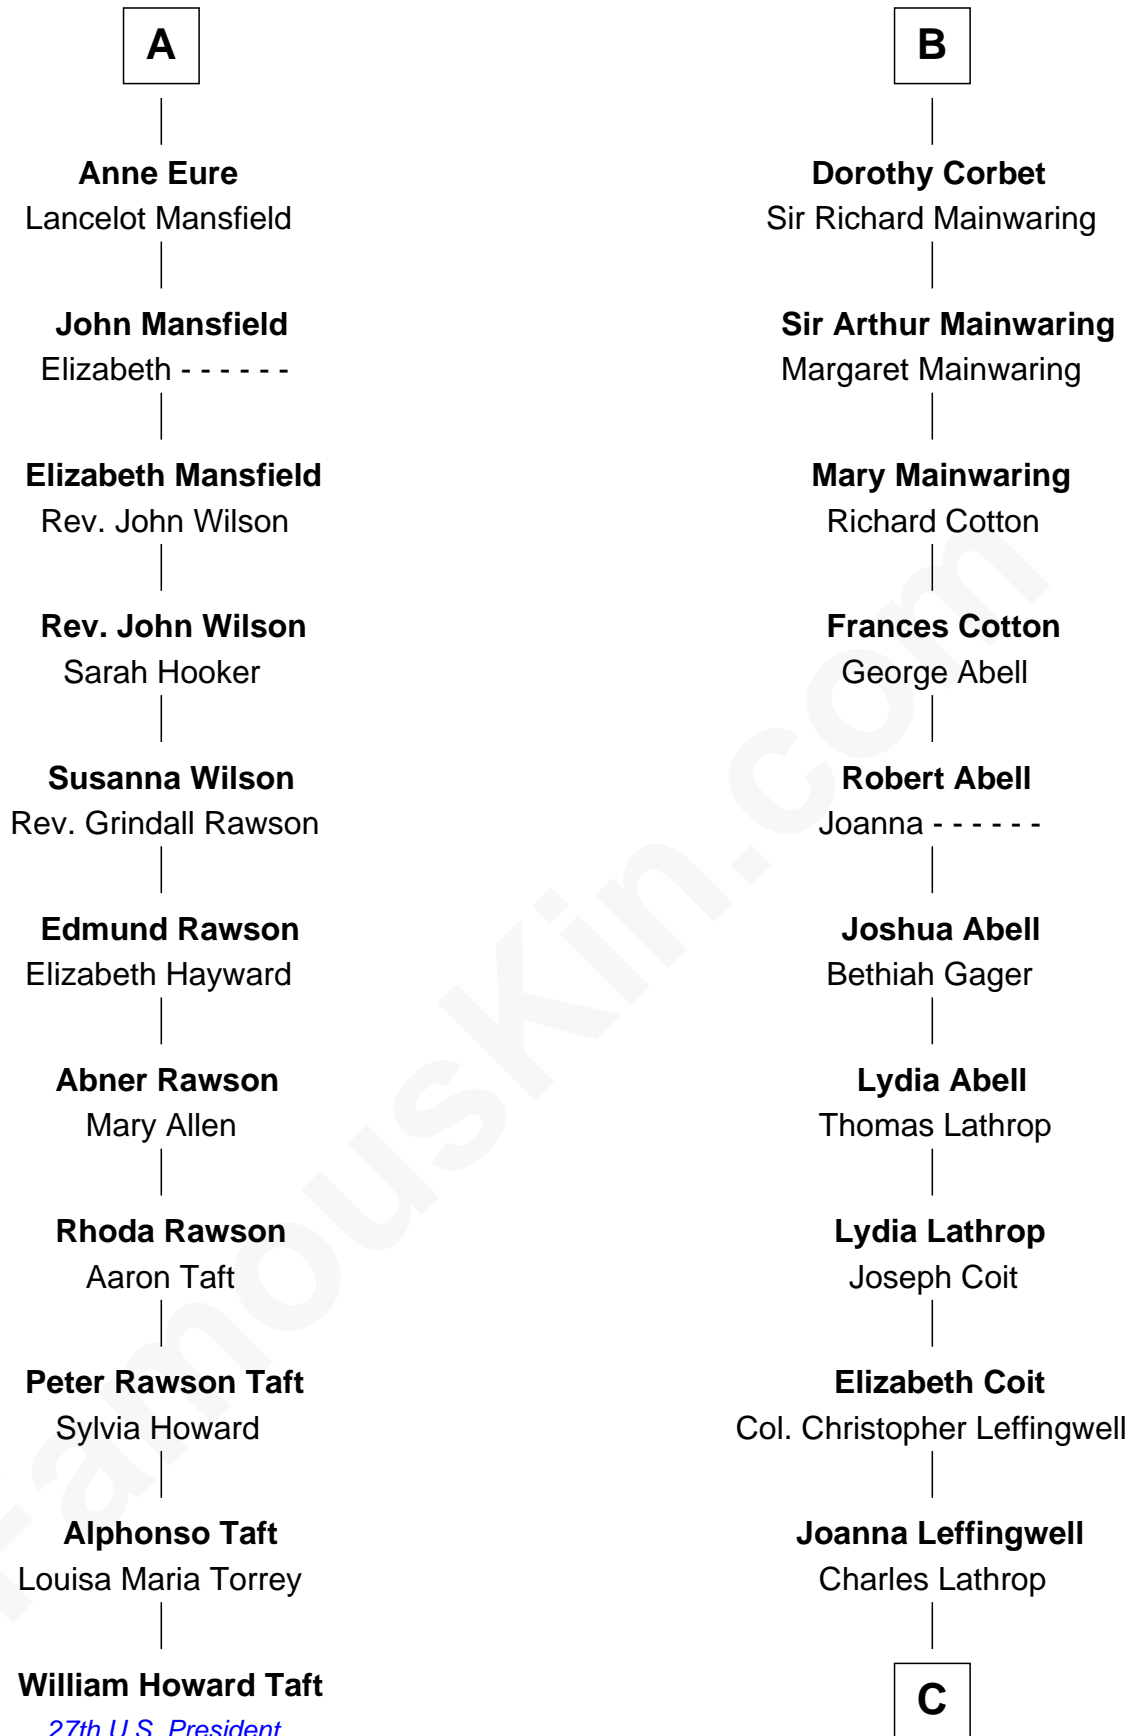 A
Anne Eure
Lancelot Mansfield
John Mansfield
Elizabeth - - - - - -
Elizabeth Mansfield
Rev. John Wilson
Rev. John Wilson
Sarah Hooker
Susanna Wilson
Rev. Grindall Rawson
Edmund Rawson
Elizabeth Hayward
Abner Rawson
Mary Allen
Rhoda Rawson
Aaron Taft
Peter Rawson Taft
Sylvia Howard
Alphonso Taft
Louisa Maria Torrey
William Howard Taft
27th U.S. President
B
Dorothy Corbet
Sir Richard Mainwaring
Sir Arthur Mainwaring
Margaret Mainwaring
Mary Mainwaring
Richard Cotton
Frances Cotton
George Abell
Robert Abell
Joanna - - - - - -
Joshua Abell
Bethiah Gager
Lydia Abell
Thomas Lathrop
Lydia Lathrop
Joseph Coit
Elizabeth Coit
Col. Christopher Leffingwell
Joanna Leffingwell
Charles Lathrop
C
FamousKin.com